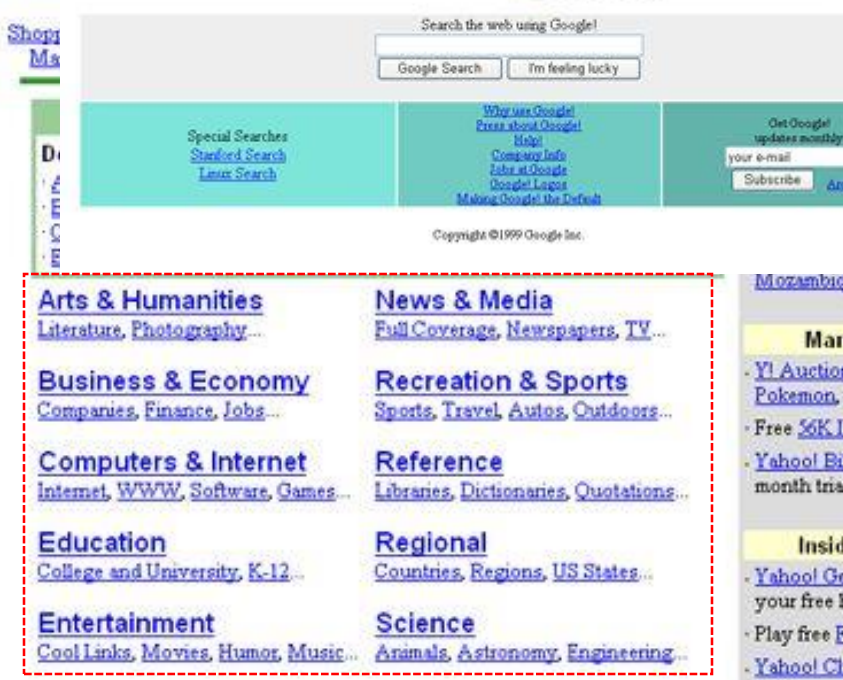 Search the web using Google!
Google Search I'm feeling lucky
Special Searches
Stanford Search
Linux Search
Why use Google!
Press about Google!
Help!
Company Info
Jobs at Google
Google! Logos
Making Google! the Default
Get Google!
updates monthly
your e-mail
Subscribe
Copyright ©1999 Google Inc.
Arts & Humanities
Literature, Photography...
News & Media
Full Coverage, Newspapers, TV...
Business & Economy
Companies, Finance, Jobs...
Recreation & Sports
Sports, Travel, Autos, Outdoors...
Computers & Internet
Internet, WWW, Software, Games...
Reference
Libraries, Dictionaries, Quotations...
Education
College and University, K-12...
Regional
Countries, Regions, US States...
Entertainment
Cool Links, Movies, Humor, Music...
Science
Animals, Astronomy, Engineering...
· Y! Auction
Pokemon,
· Free 56K
· Yahoo!
month
· Yahoo!
your free
· Play free
· Yahoo!